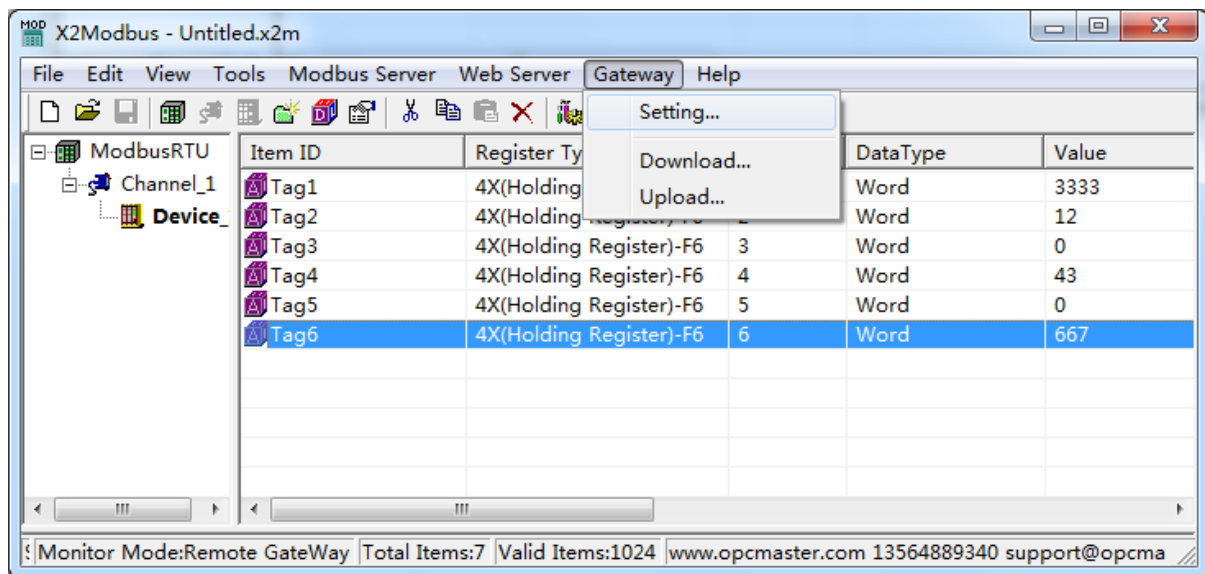 MOD X2Modbus - Untitled.x2m
File Edit View Tools Modbus Server Web Server Gateway Help
Setting...
Download...
Upload...
ModbusRTU
Channel_1
Device_
Item ID Register Ty DataType Value
Tag1 4X(Holding Word 3333
Tag2 4X(Holding Register)-F6 2 Word 12
Tag3 4X(Holding Register)-F6 3 Word 0
Tag4 4X(Holding Register)-F6 4 Word 43
Tag5 4X(Holding Register)-F6 5 Word 0
Tag6 4X(Holding Register)-F6 6 Word 667
Monitor Mode:Remote GateWay Total Items:7 Valid Items:1024 www.opcmaster.com 13564889340 support@opcma